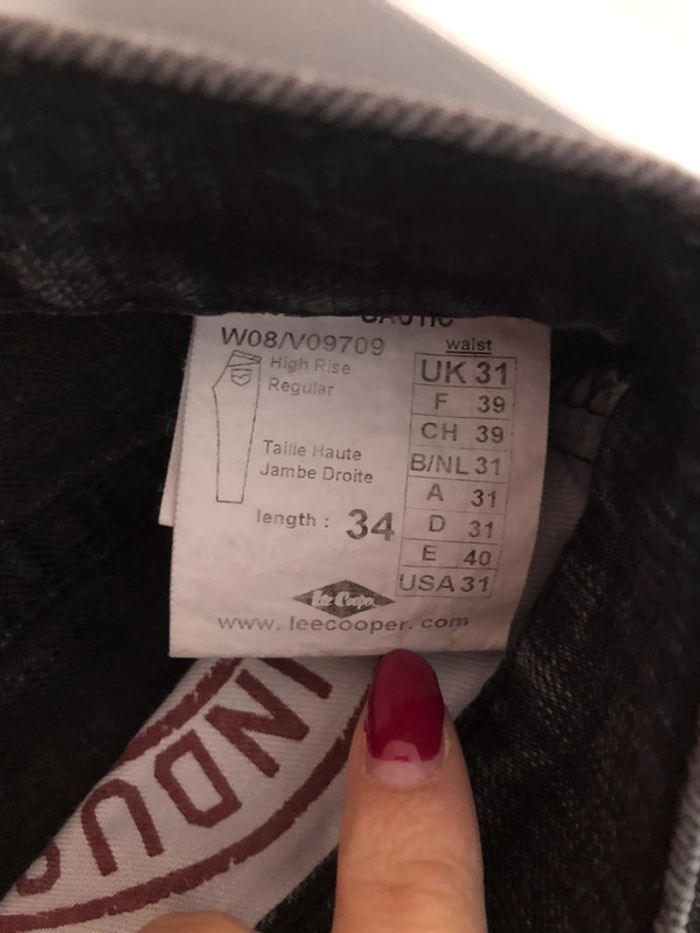 W08/V09709
High Rise
Regular
Taille Haute
Jambe Droite
length : 34
waist
UK 31
F 39
CH 39
B/NL 31
A 31
D 31
E 40
USA 31
Lee Cooper
www.leecooper.com
INDUS